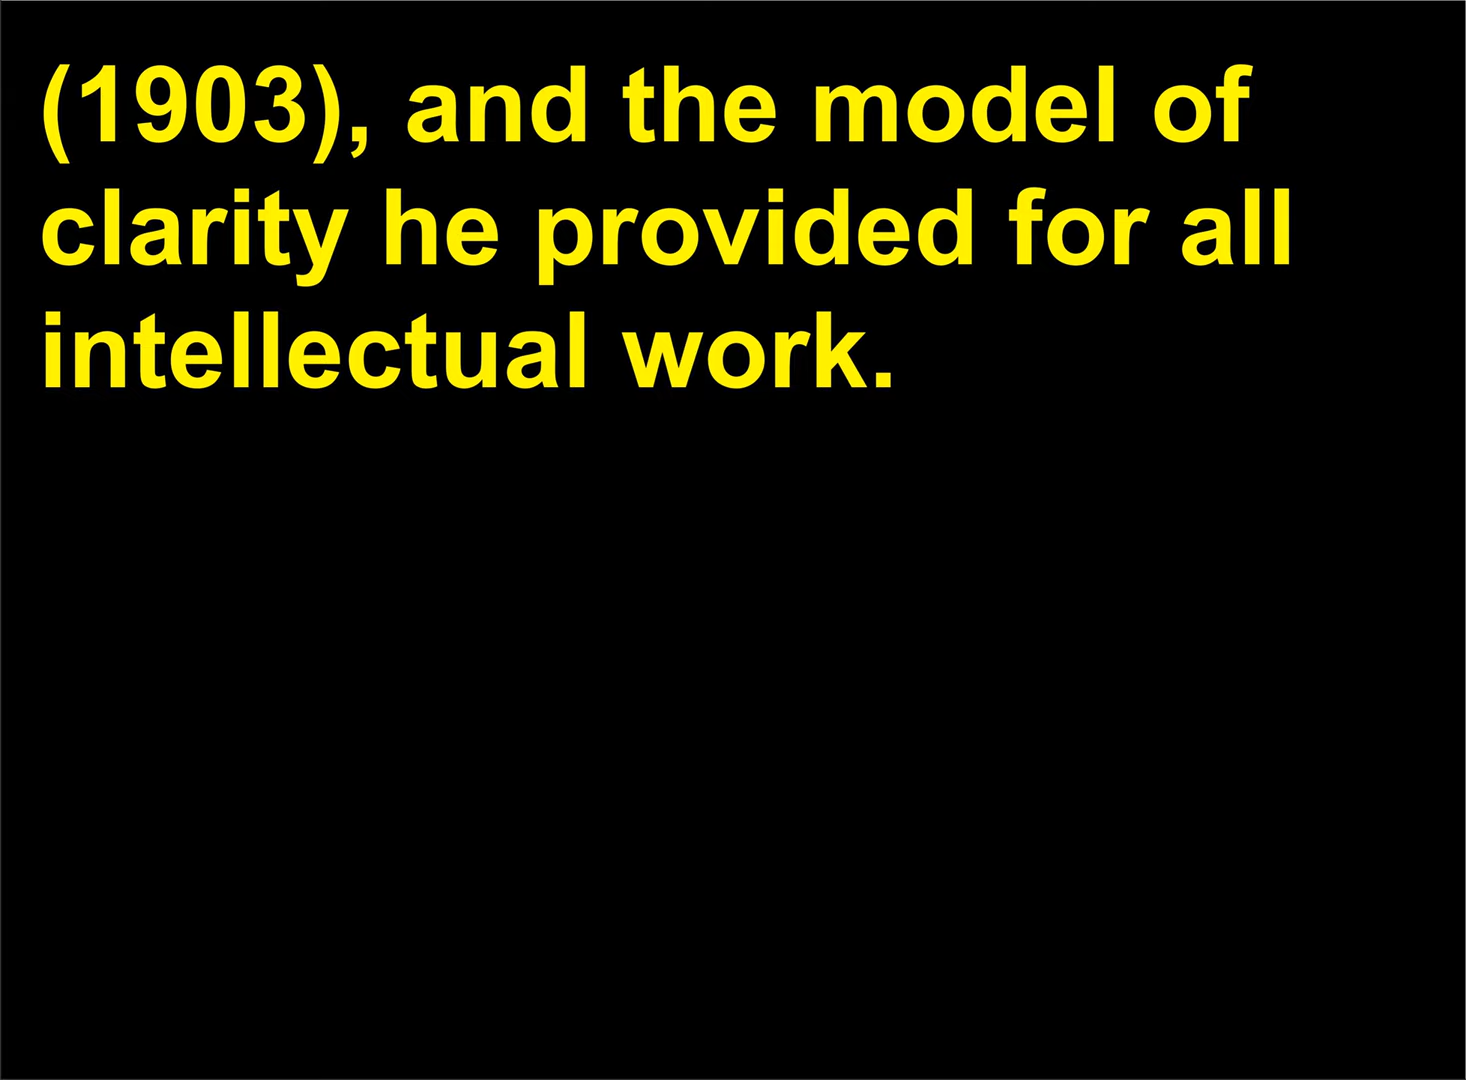 (1903), and the model of
clarity he provided for all
intellectual work.